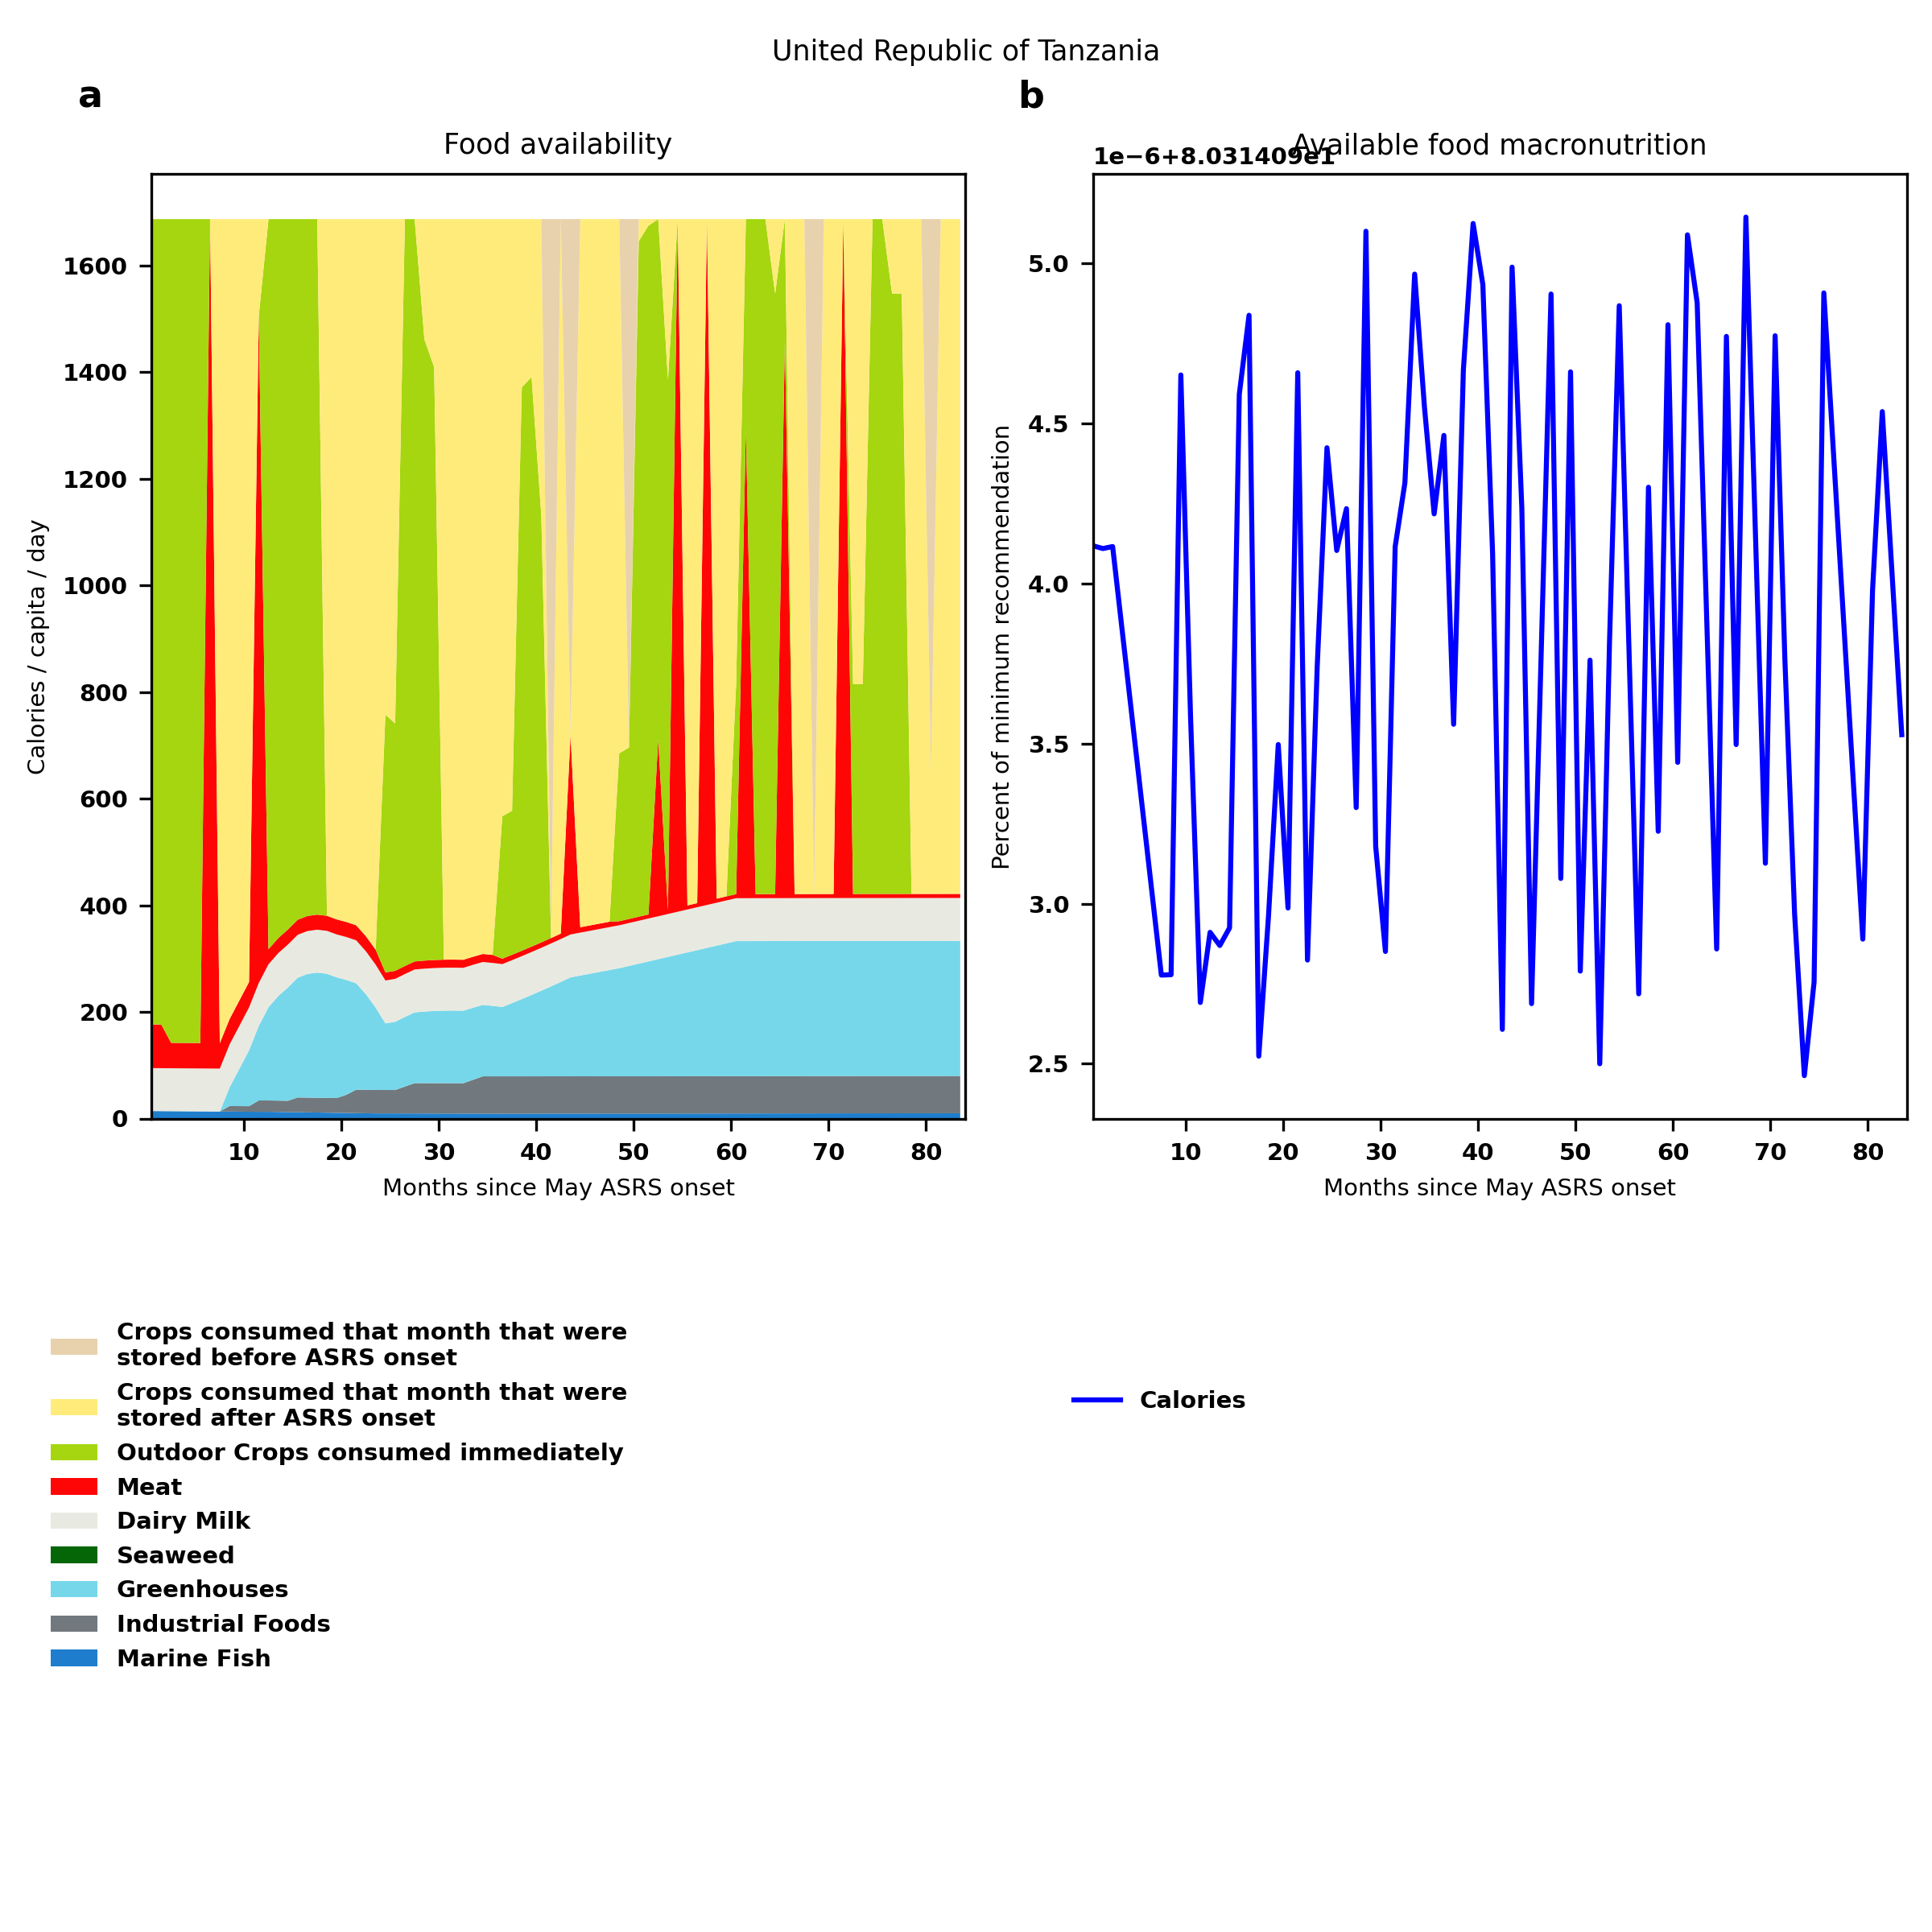 United Republic of Tanzania
a
b
Food availability
Available food macronutrition
1e−6+8.031409e1
Calories / capita / day
1600
1400
1200
1000
800
600
400
200
0
10 20 30 40 50 60 70 80
Months since May ASRS onset
Percent of minimum recommendation
5.0
4.5
4.0
3.5
3.0
2.5
10 20 30 40 50 60 70 80
Months since May ASRS onset
Crops consumed that month that were
stored before ASRS onset
Crops consumed that month that were
stored after ASRS onset
Outdoor Crops consumed immediately
Meat
Dairy Milk
Seaweed
Greenhouses
Industrial Foods
Marine Fish
Calories